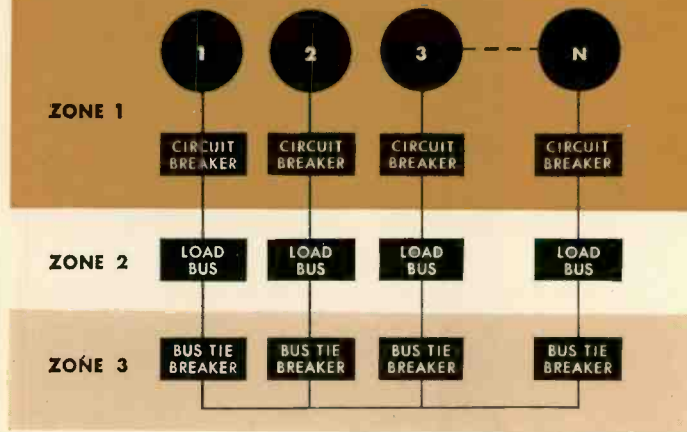 1 2 3 N
ZONE 1
CIRCUIT BREAKER CIRCUIT BREAKER CIRCUIT BREAKER CIRCUIT BREAKER
ZONE 2
LOAD BUS LOAD BUS LOAD BUS LOAD BUS
ZONE 3
BUS TIE BREAKER BUS TIE BREAKER BUS TIE BREAKER BUS TIE BREAKER